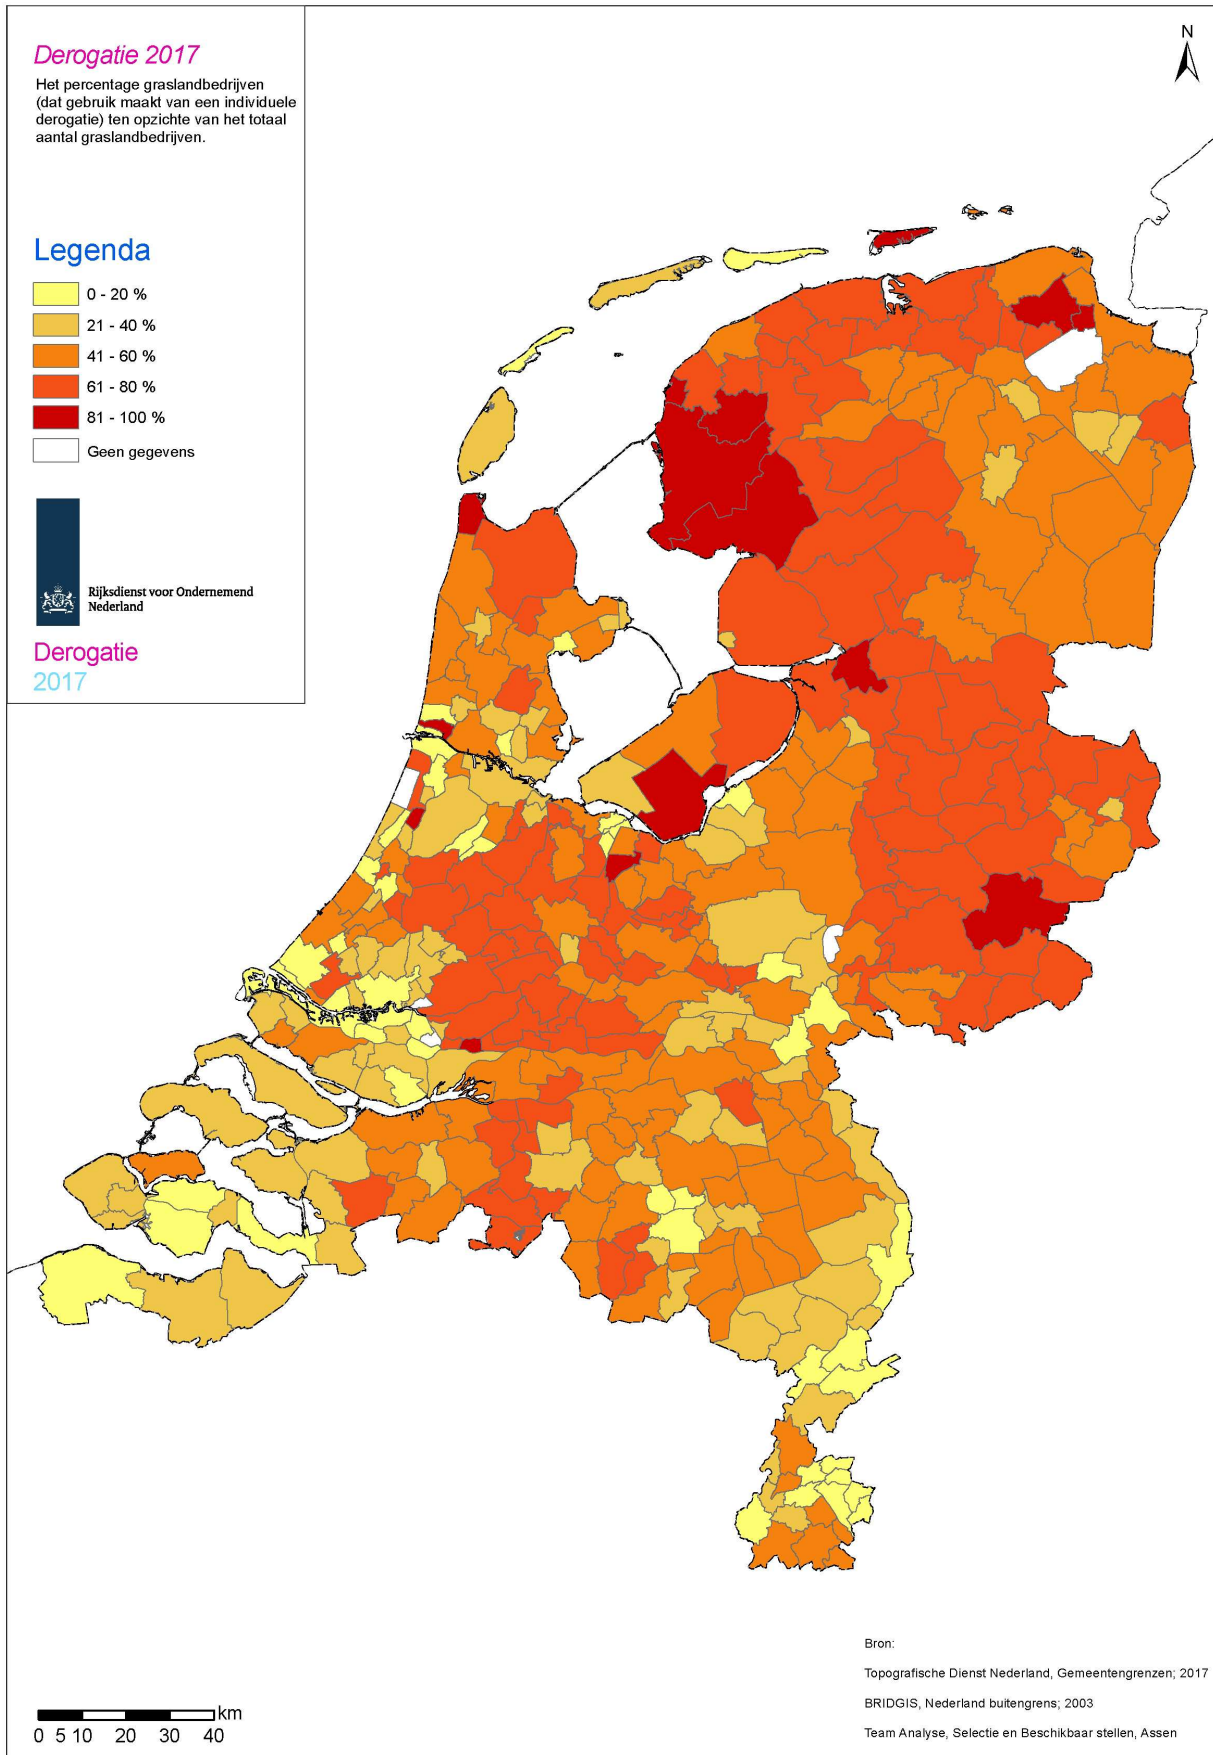 Derogatie 2017
Het percentage graslandbedrijven
(dat gebruik maakt van een individuele
derogatie) ten opzichte van het totaal
aantal graslandbedrijven.
N
Legenda
0 - 20 %
21 - 40 %
41 - 60 %
61 - 80 %
81 - 100 %
Geen gegevens
Rijksdienst voor Ondernemend
Nederland
Derogatie
2017
Bron:
Topografische Dienst Nederland, Gemeentengrenzen; 2017
BRIDGIS, Nederland buitengrens; 2003
Team Analyse, Selectie en Beschikbaar stellen, Assen
km
0 5 10 20 30 40